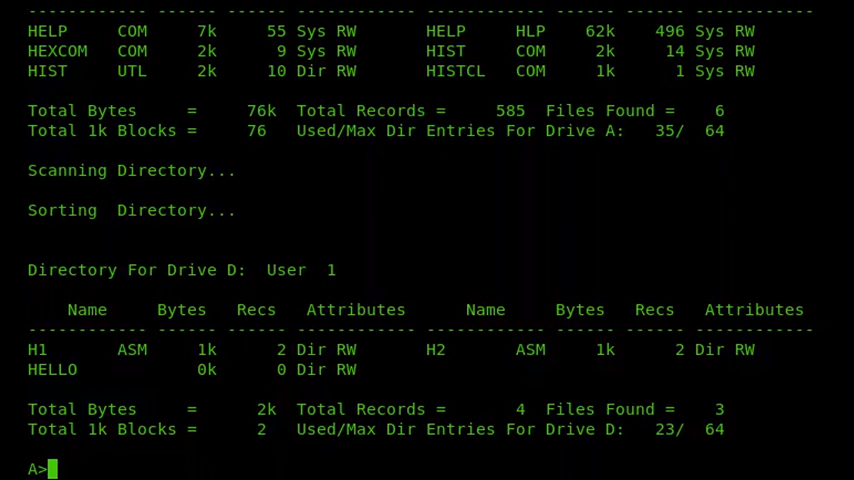 ------------ ------ ------ ------------ ------------ ------ ------ ------------
HELP     COM     7k     55 Sys RW       HELP     HLP    62k    496 Sys RW
HEXCOM   COM     2k      9 Sys RW       HIST     COM     2k     14 Sys RW
HIST     UTL     2k     10 Dir RW       HISTCL   COM     1k      1 Sys RW
Total Bytes     =     76k  Total Records =     585  Files Found =    6
Total 1k Blocks =     76   Used/Max Dir Entries For Drive A:   35/  64
Scanning Directory...
Sorting  Directory...
Directory For Drive D:  User  1
    Name     Bytes   Recs   Attributes      Name     Bytes   Recs   Attributes
------------ ------ ------ ------------ ------------ ------ ------ ------------
H1       ASM     1k      2 Dir RW       H2       ASM     1k      2 Dir RW
HELLO            0k      0 Dir RW
Total Bytes     =      2k  Total Records =       4  Files Found =    3
Total 1k Blocks =      2   Used/Max Dir Entries For Drive D:   23/  64
A>